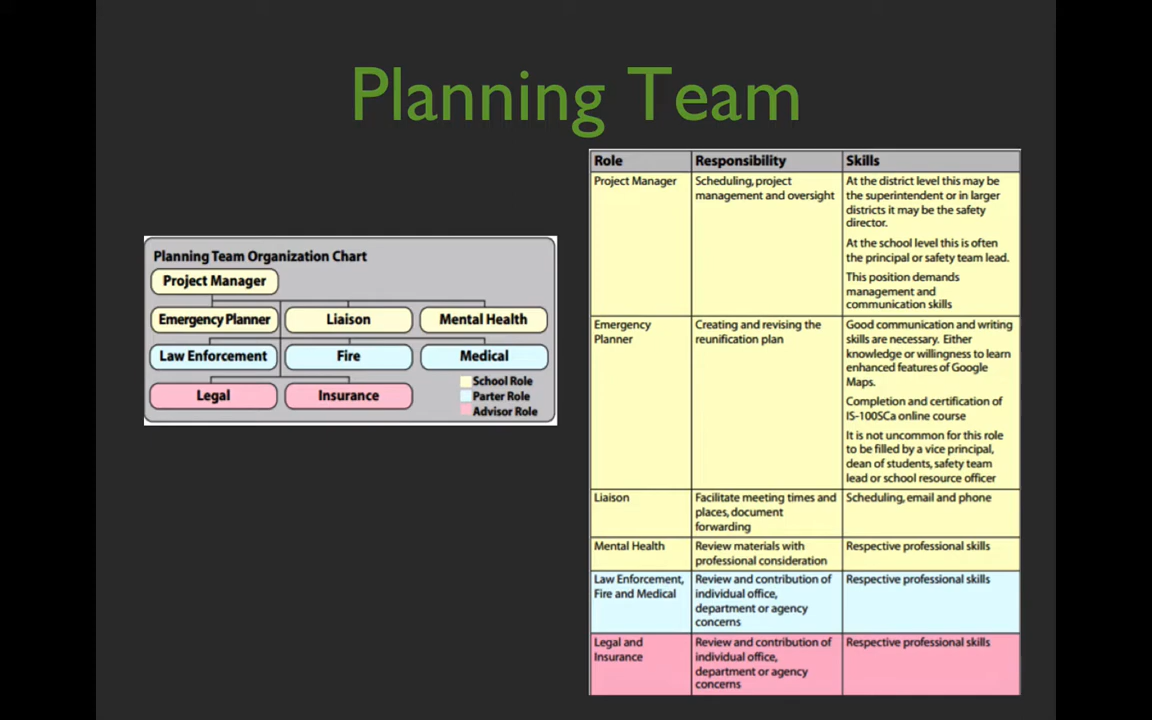 Planning Team
Planning Team Organization Chart
Project Manager
Emergency Planner
Liaison
Mental Health
Law Enforcement
Fire
Medical
Legal
Insurance
School Role
Parter Role
Advisor Role
Role
Responsibility
Skills
Project Manager
Scheduling, project
management and oversight
At the district level this may be
the superintendent or in larger
districts it may be the safety
director.
At the school level this is often
the principal or safety team lead.
This position demands
management and
communication skills
Emergency
Planner
Creating and revising the
reunification plan
Good communication and writing
skills are necessary. Either
knowledge or willingness to learn
enhanced features of Google
Maps.
Completion and certification of
IS-100SCa online course
It is not uncommon for this role
to be filled by a vice principal,
dean of students, safety team
lead or school resource officer
Liaison
Facilitate meeting times and
places, document
forwarding
Scheduling, email and phone
Mental Health
Review materials with
professional consideration
Respective professional skills
Law Enforcement,
Fire and Medical
Review and contribution of
individual office,
department or agency
concerns
Respective professional skills
Legal and
Insurance
Review and contribution of
individual office,
department or agency
concerns
Respective professional skills